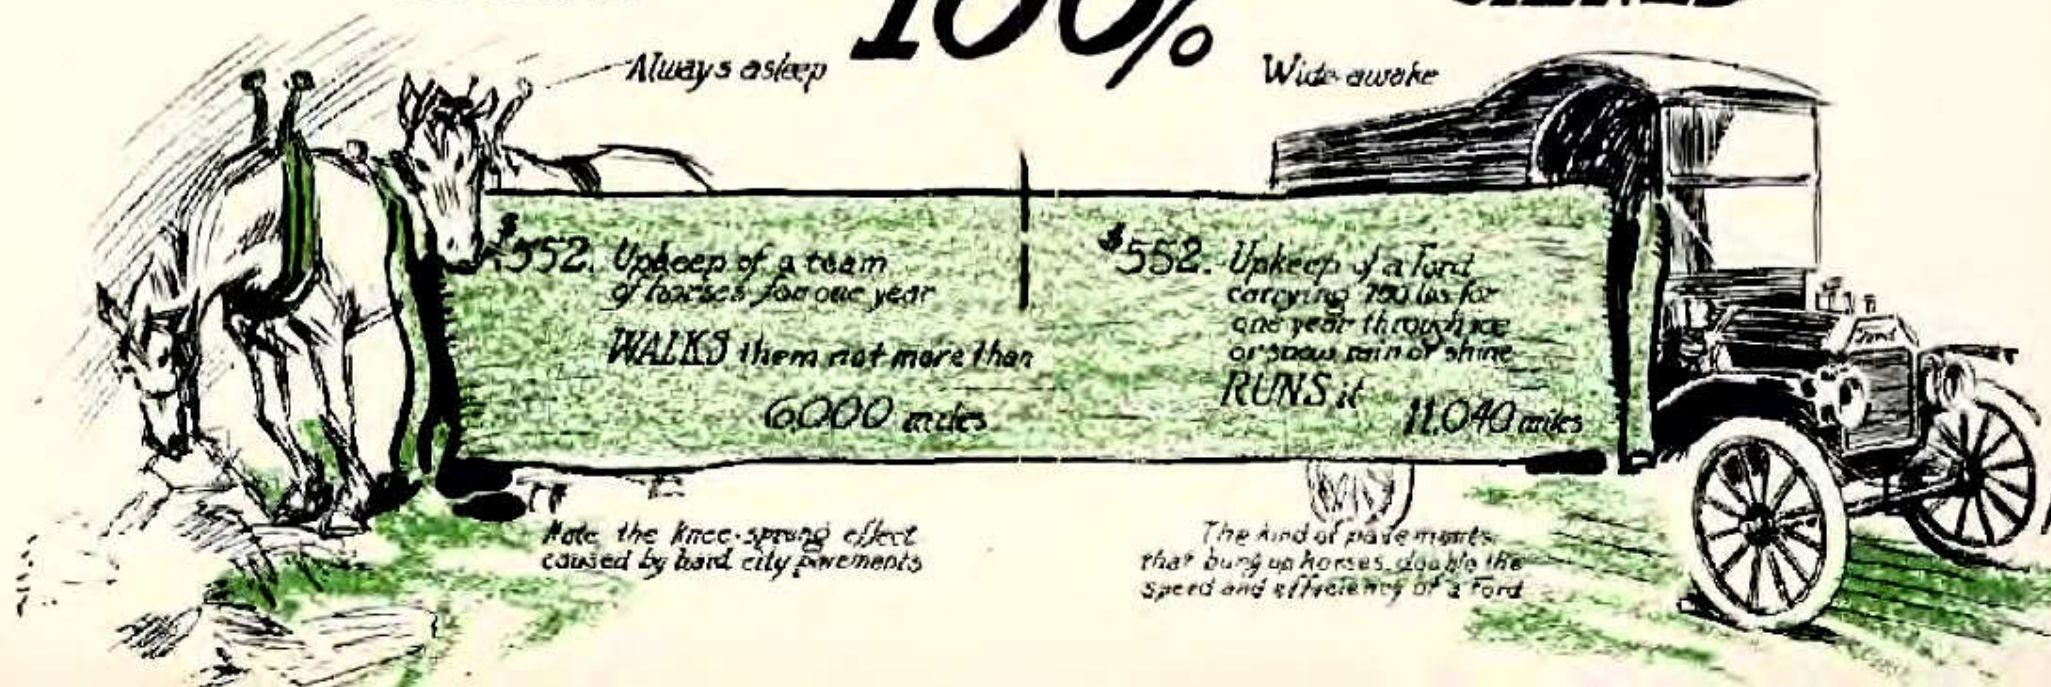 100%
Always asleep
Wide awake
$552. Upkeep of a team
of horses for one year
WALKS them not more than
6000 miles
$552. Upkeep of a Ford
carrying 750 lbs for
one year through ice
or snow rain or shine
RUNS it
11.040 miles
Ford
Note the knee-sprung effect
caused by hard city pavements
The kind of pavements
that bung up horses double the
speed and efficiency of a Ford